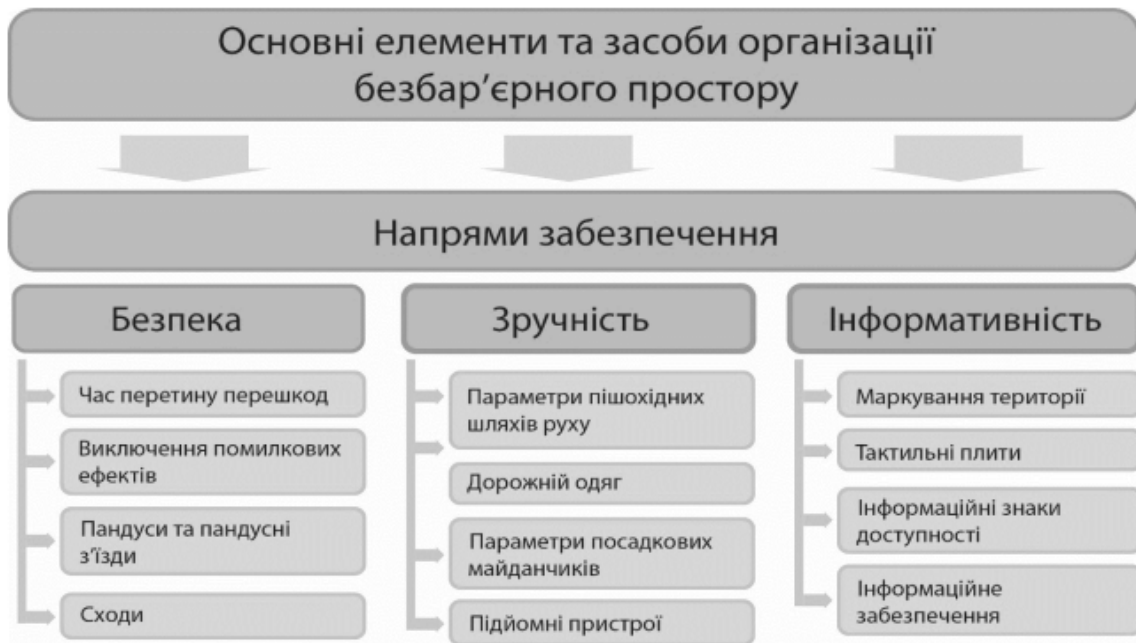 Основні елементи та засоби організації
безбар’єрного простору
Напрями забезпечення
Безпека
Час перетину перешкод
Виключення помилкових
ефектів
Пандуси та пандусні
з’їзди
Сходи
Зручність
Параметри пішохідних
шляхів руху
Дорожній одяг
Параметри посадкових
майданчиків
Підйомні пристрої
Інформативність
Маркування території
Тактильні плити
Інформаційні знаки
доступності
Інформаційне
забезпечення